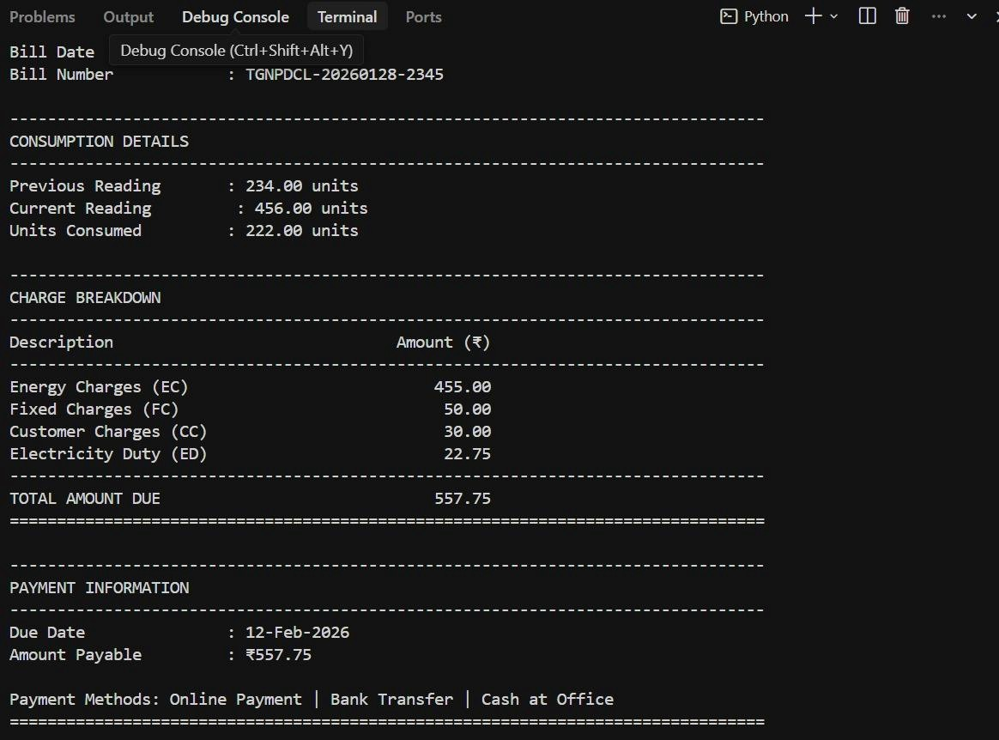 Problems Output Debug Console Terminal Ports Python
Bill Date Debug Console (Ctrl+Shift+Alt+Y)
Bill Number : TGNPDCL-20260128-2345
--------------------------------------------------------------------------------
CONSUMPTION DETAILS
--------------------------------------------------------------------------------
Previous Reading : 234.00 units
Current Reading : 456.00 units
Units Consumed : 222.00 units
--------------------------------------------------------------------------------
CHARGE BREAKDOWN
--------------------------------------------------------------------------------
Description Amount (₹)
--------------------------------------------------------------------------------
Energy Charges (EC) 455.00
Fixed Charges (FC) 50.00
Customer Charges (CC) 30.00
Electricity Duty (ED) 22.75
--------------------------------------------------------------------------------
TOTAL AMOUNT DUE 557.75
================================================================================
--------------------------------------------------------------------------------
PAYMENT INFORMATION
--------------------------------------------------------------------------------
Due Date : 12-Feb-2026
Amount Payable : ₹557.75
Payment Methods: Online Payment | Bank Transfer | Cash at Office
================================================================================